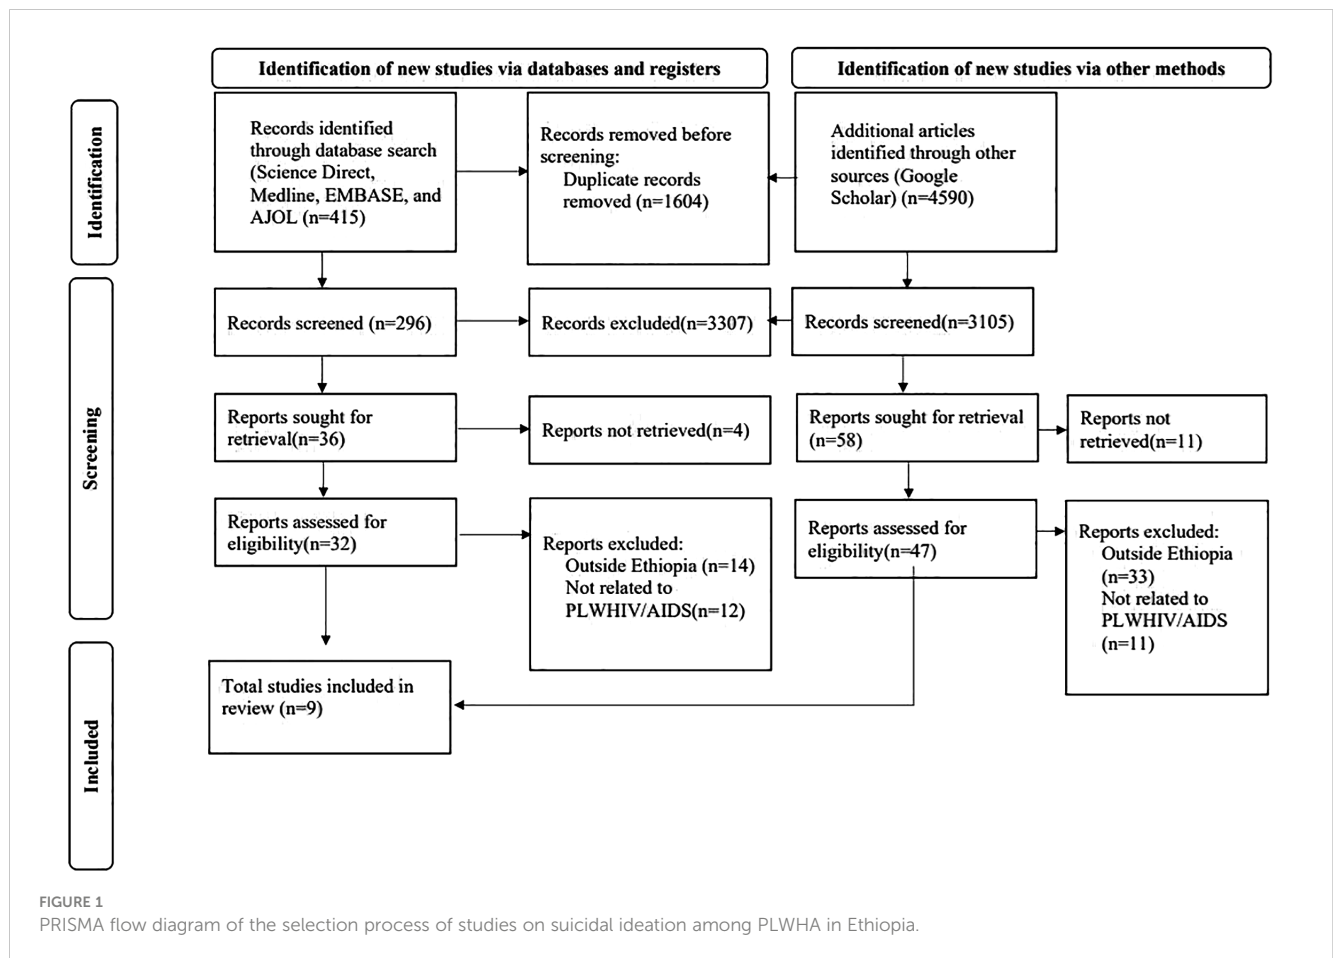 Identification of new studies via databases and registers
Identification of new studies via other methods
Identification
Records identified
through database search
(Science Direct,
Medline, EMBASE, and
AJOL (n=415)
Records removed before
screening:
Duplicate records
removed (n=1604)
Additional articles
identified through other
sources (Google
Scholar) (n=4590)
Screening
Records screened (n=296)
Records excluded(n=3307)
Records screened(n=3105)
Reports sought for
retrieval(n=36)
Reports not retrieved(n=4)
Reports sought for retrieval
(n=58)
Reports not
retrieved(n=11)
Reports assessed for
eligibility(n=32)
Reports excluded:
Outside Ethiopia (n=14)
Not related to
PLWHIV/AIDS(n=12)
Reports assessed for
eligibility(n=47)
Reports excluded:
Outside Ethiopia
(n=33)
Not related to
PLWHIV/AIDS
(n=11)
Included
Total studies included in
review (n=9)
FIGURE 1
PRISMA flow diagram of the selection process of studies on suicidal ideation among PLWHA in Ethiopia.